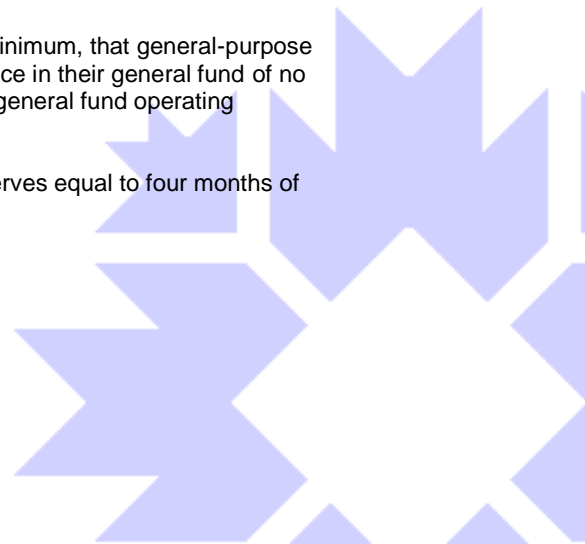 inimum, that general-purpose
ce in their general fund of no
general fund operating
erves equal to four months of